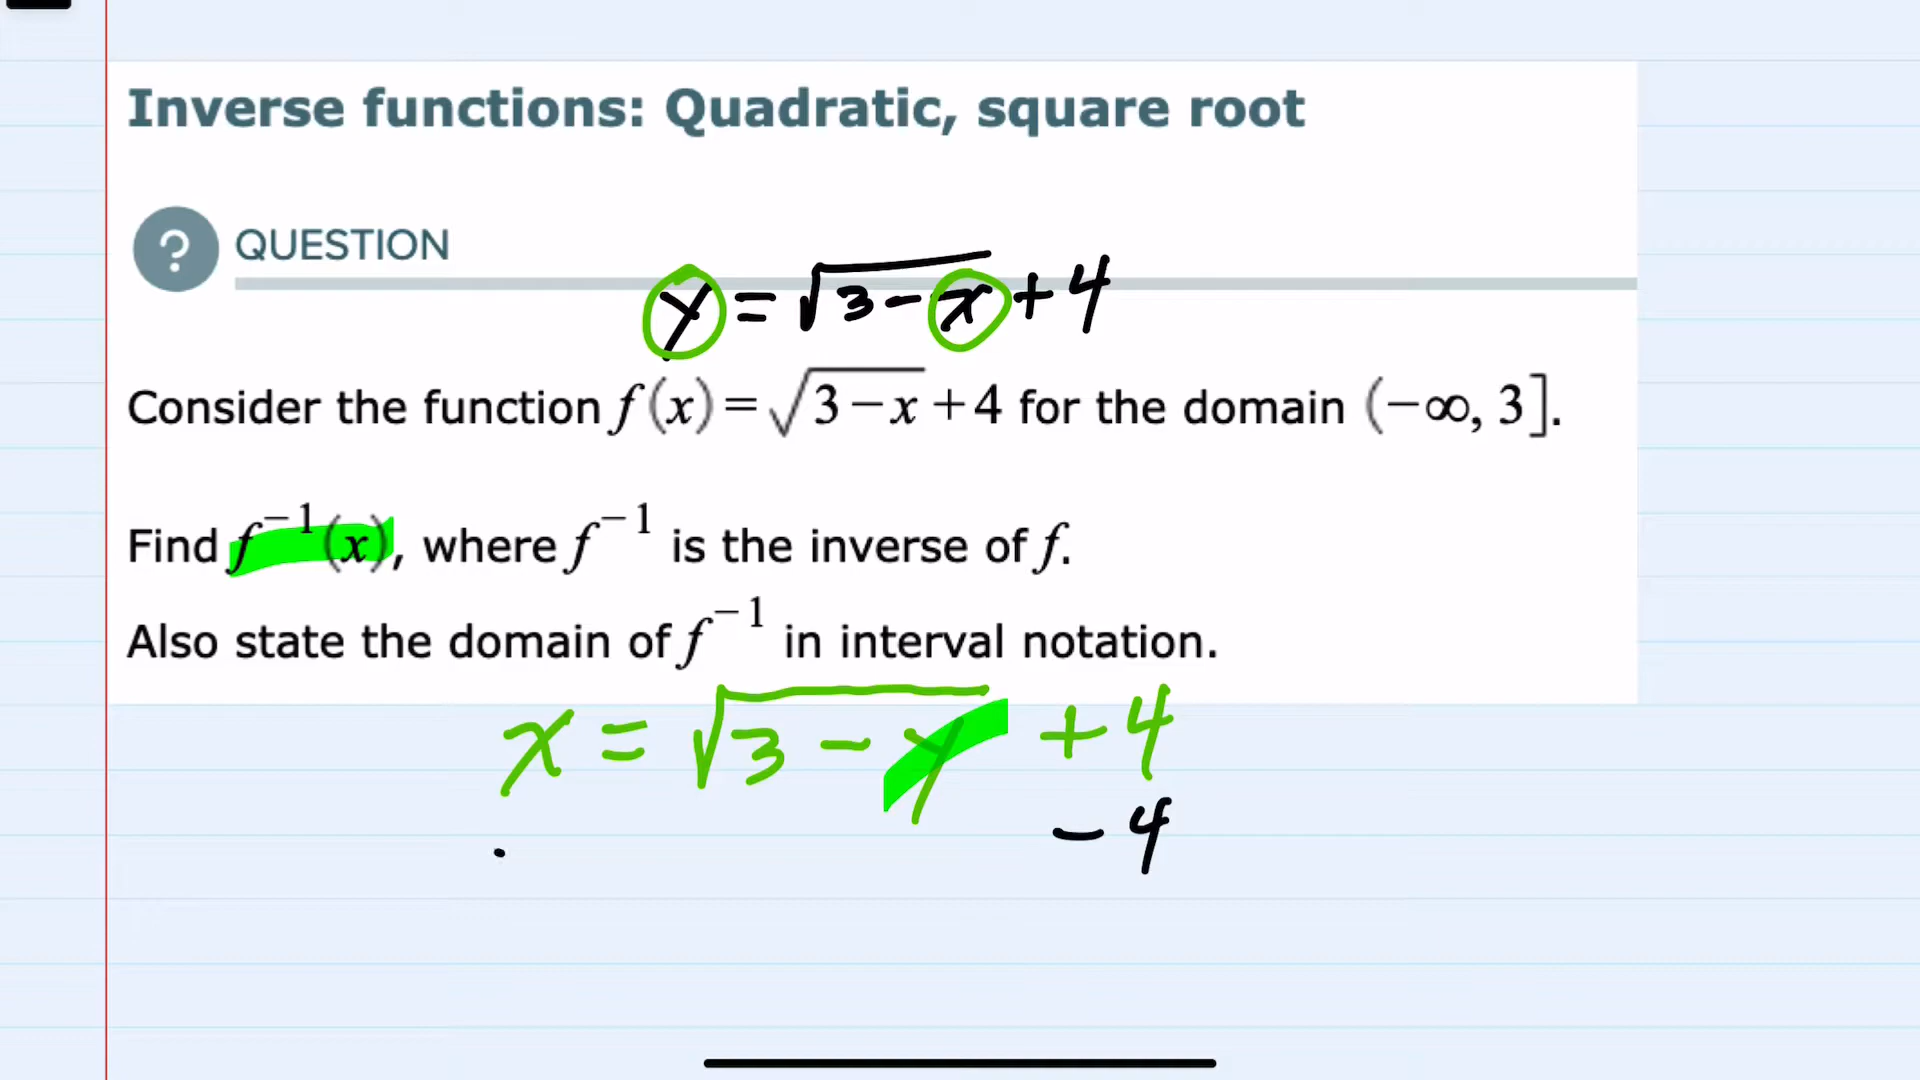 Inverse functions: Quadratic, square root
? QUESTION
y = √3-x + 4
Consider the function f(x)=√3-x+4 for the domain (-∞, 3].
Find f⁻¹(x), where f⁻¹ is the inverse of f.
Also state the domain of f⁻¹ in interval notation.
x = √3-y + 4
- 4